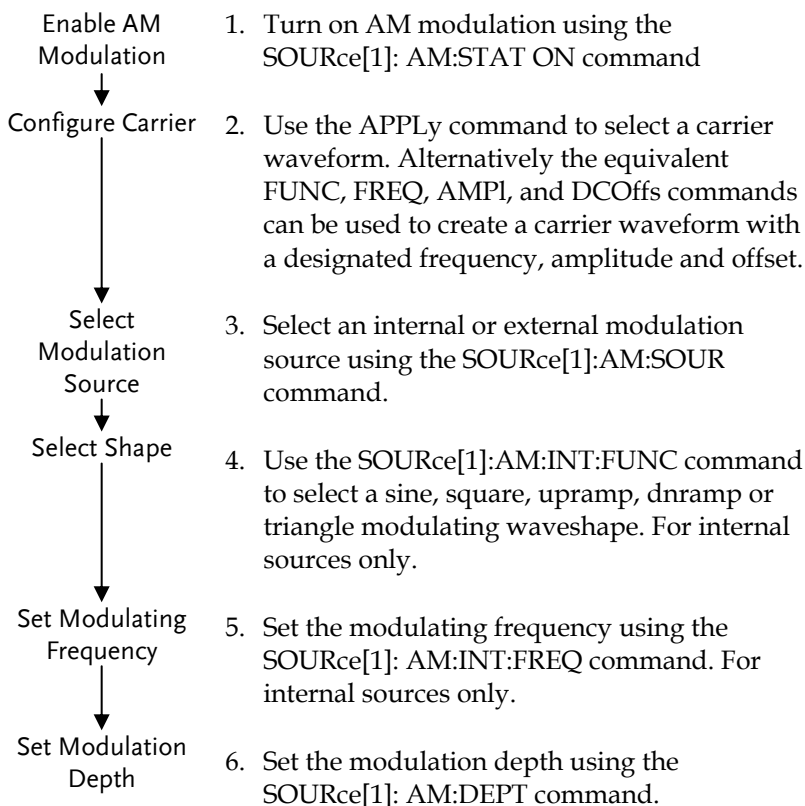 Enable AM
Modulation
1. Turn on AM modulation using the
SOURce[1]: AM:STAT ON command
Configure Carrier
2. Use the APPLy command to select a carrier
waveform. Alternatively the equivalent
FUNC, FREQ, AMPl, and DCOffs commands
can be used to create a carrier waveform with
a designated frequency, amplitude and offset.
Select
Modulation
Source
3. Select an internal or external modulation
source using the SOURce[1]:AM:SOUR
command.
Select Shape
4. Use the SOURce[1]:AM:INT:FUNC command
to select a sine, square, upramp, dnramp or
triangle modulating waveshape. For internal
sources only.
Set Modulating
Frequency
5. Set the modulating frequency using the
SOURce[1]: AM:INT:FREQ command. For
internal sources only.
Set Modulation
Depth
6. Set the modulation depth using the
SOURce[1]: AM:DEPT command.